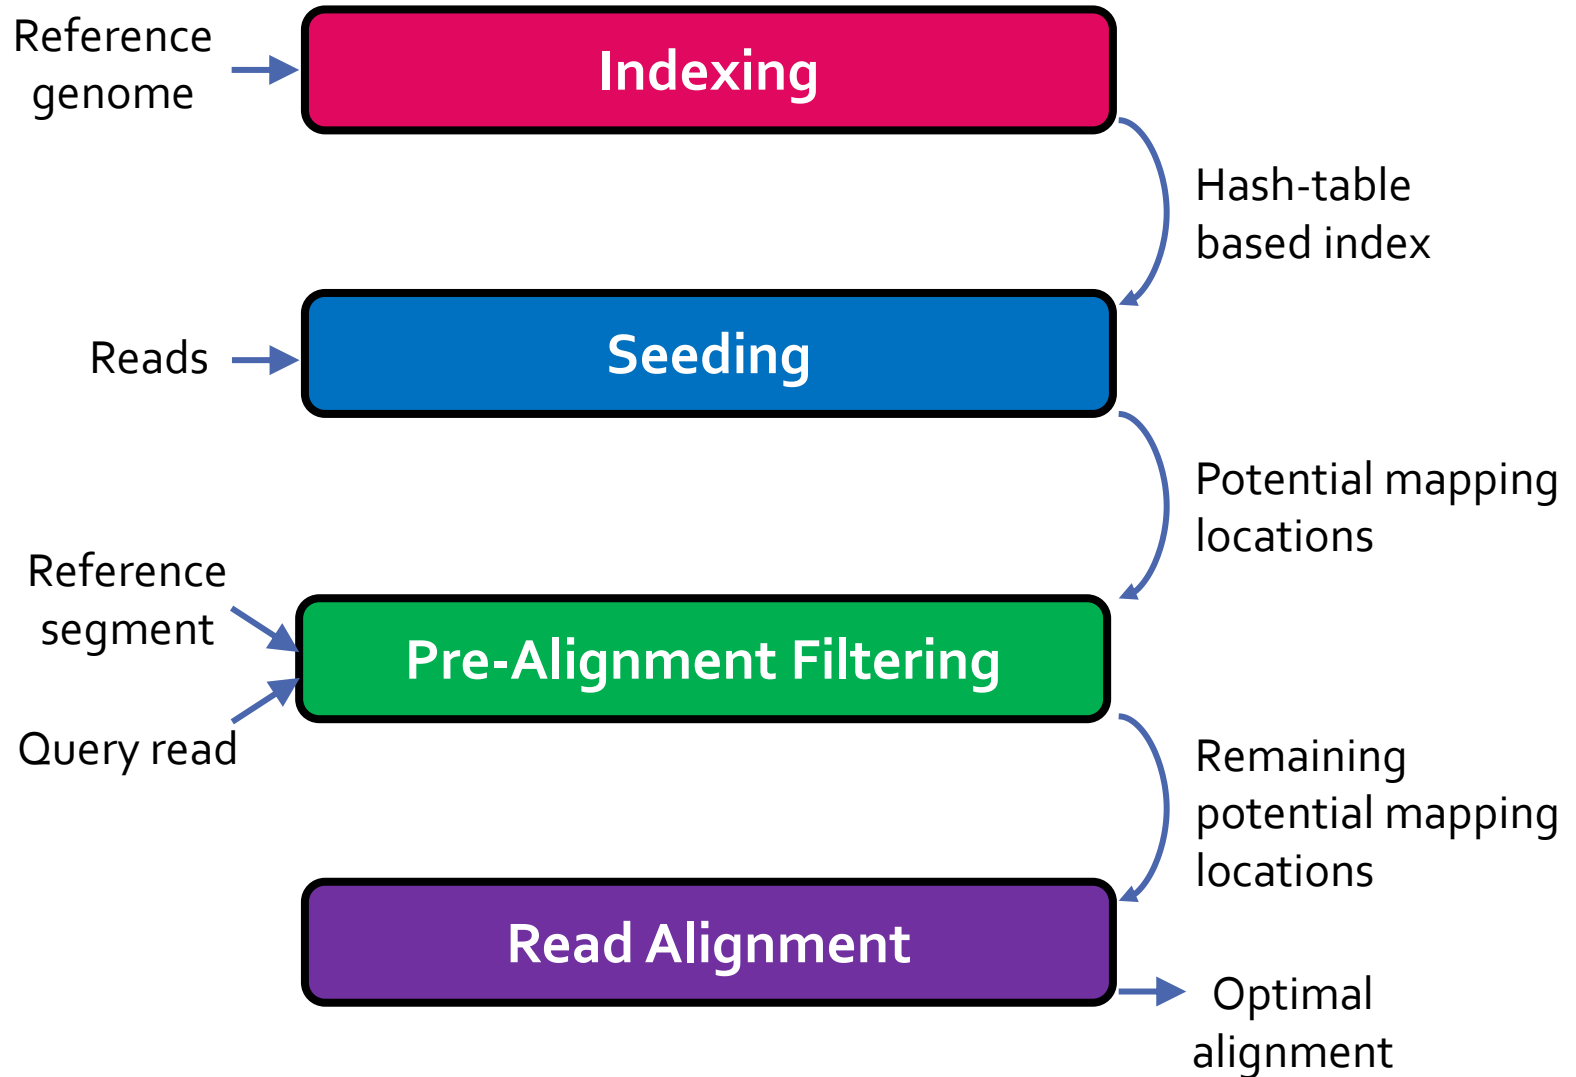 Reference
genome
Indexing
Hash-table
based index
Reads
Seeding
Potential mapping
locations
Reference
segment
Pre-Alignment Filtering
Query read
Remaining
potential mapping
locations
Read Alignment
Optimal
alignment